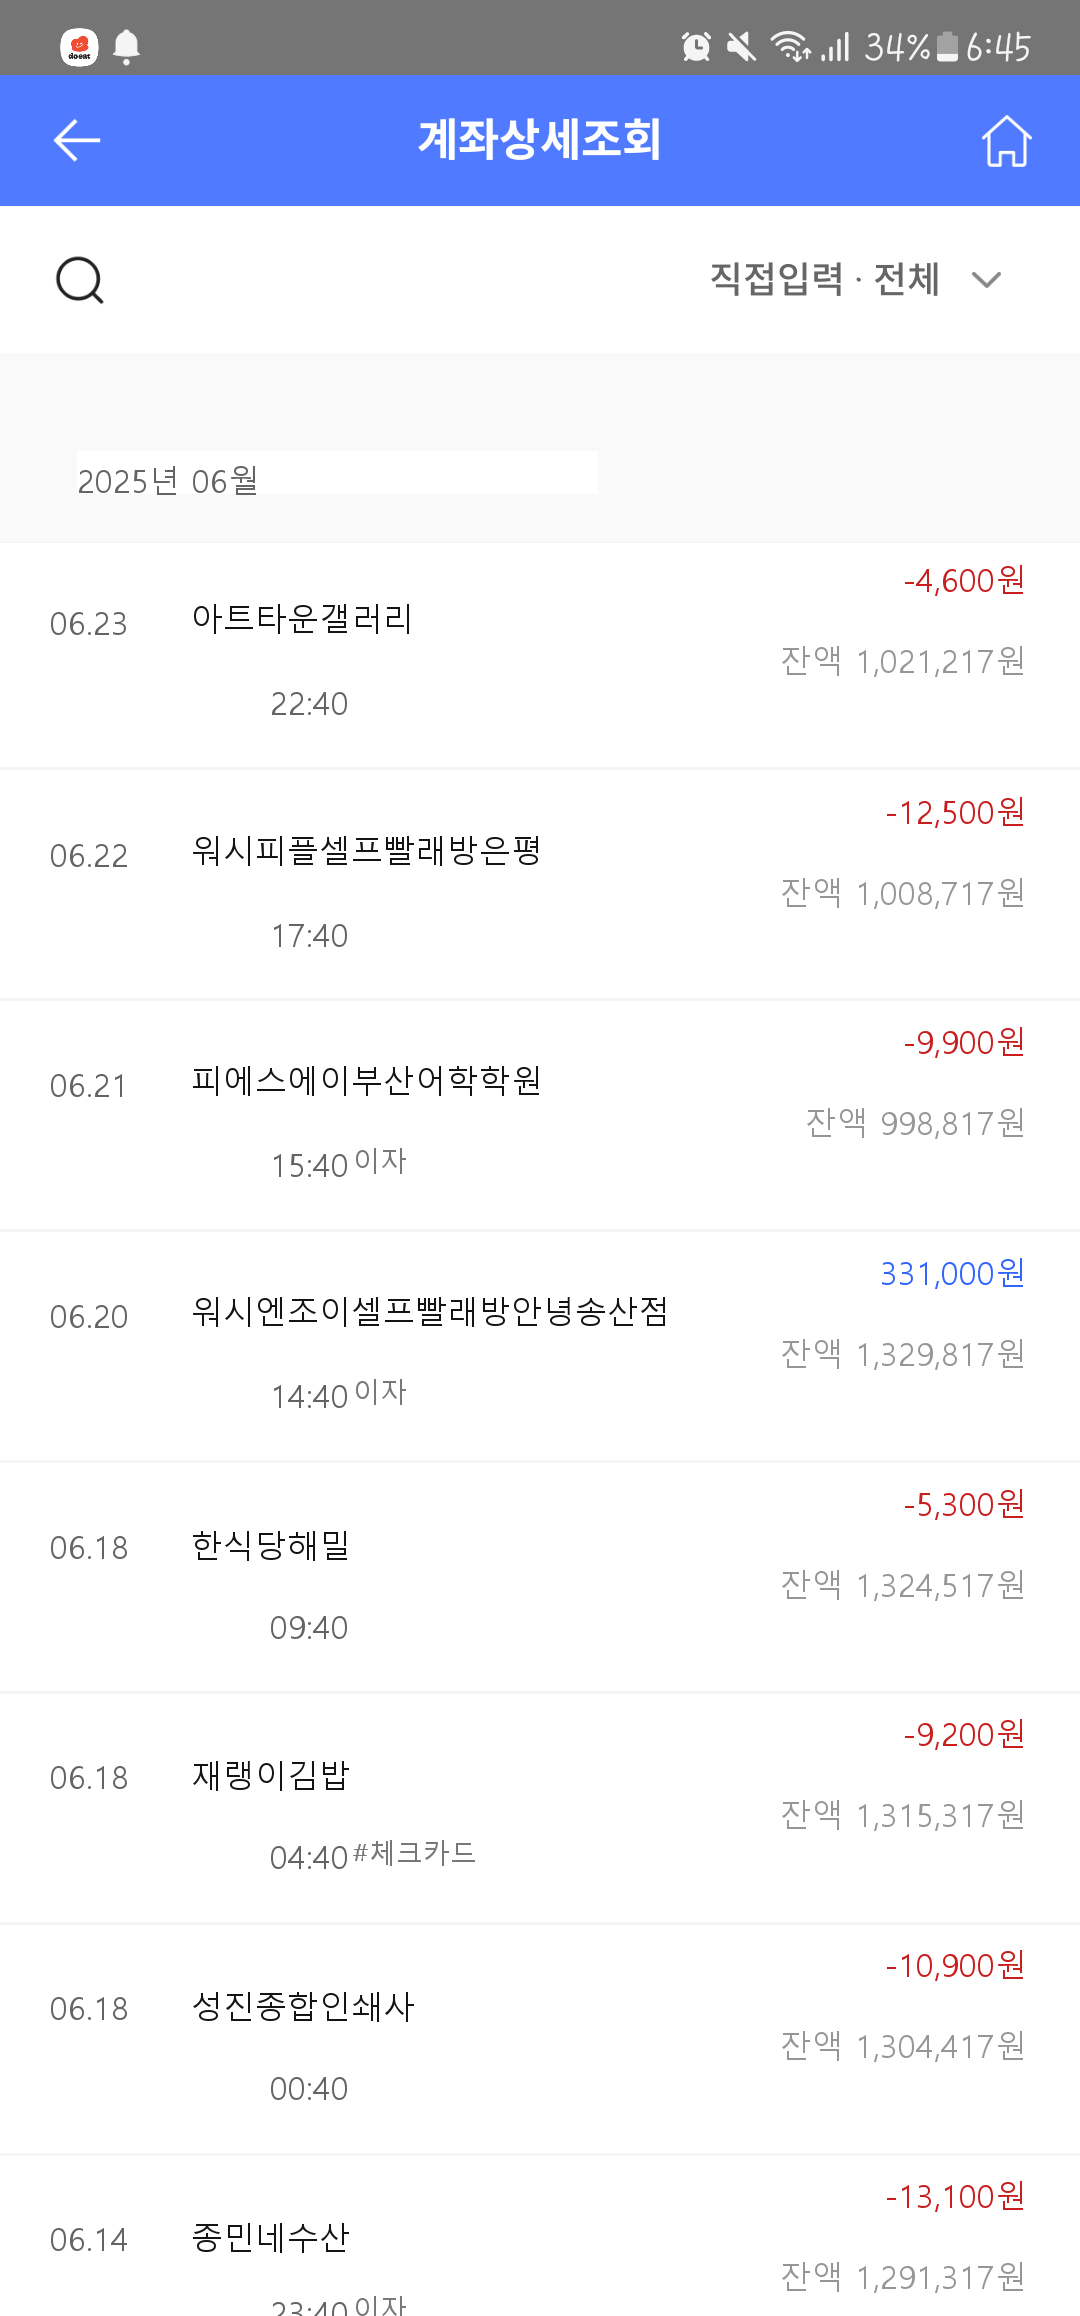 doeat 34% 6:45
계좌상세조회
직접입력 · 전체
2025년 06월
-4,600원
06.23 아트타운갤러리
잔액 1,021,217원
22:40
-12,500원
06.22 워시피플셀프빨래방은평
잔액 1,008,717원
17:40
-9,900원
06.21 피에스에이부산어학학원
잔액 998,817원
15:40 이자
331,000원
06.20 워시엔조이셀프빨래방안녕송산점
잔액 1,329,817원
14:40 이자
-5,300원
06.18 한식당해밀
잔액 1,324,517원
09:40
-9,200원
06.18 재랭이김밥
잔액 1,315,317원
04:40 #체크카드
-10,900원
06.18 성진종합인쇄사
잔액 1,304,417원
00:40
-13,100원
06.14 종민네수산
잔액 1,291,317원
23:40 이자